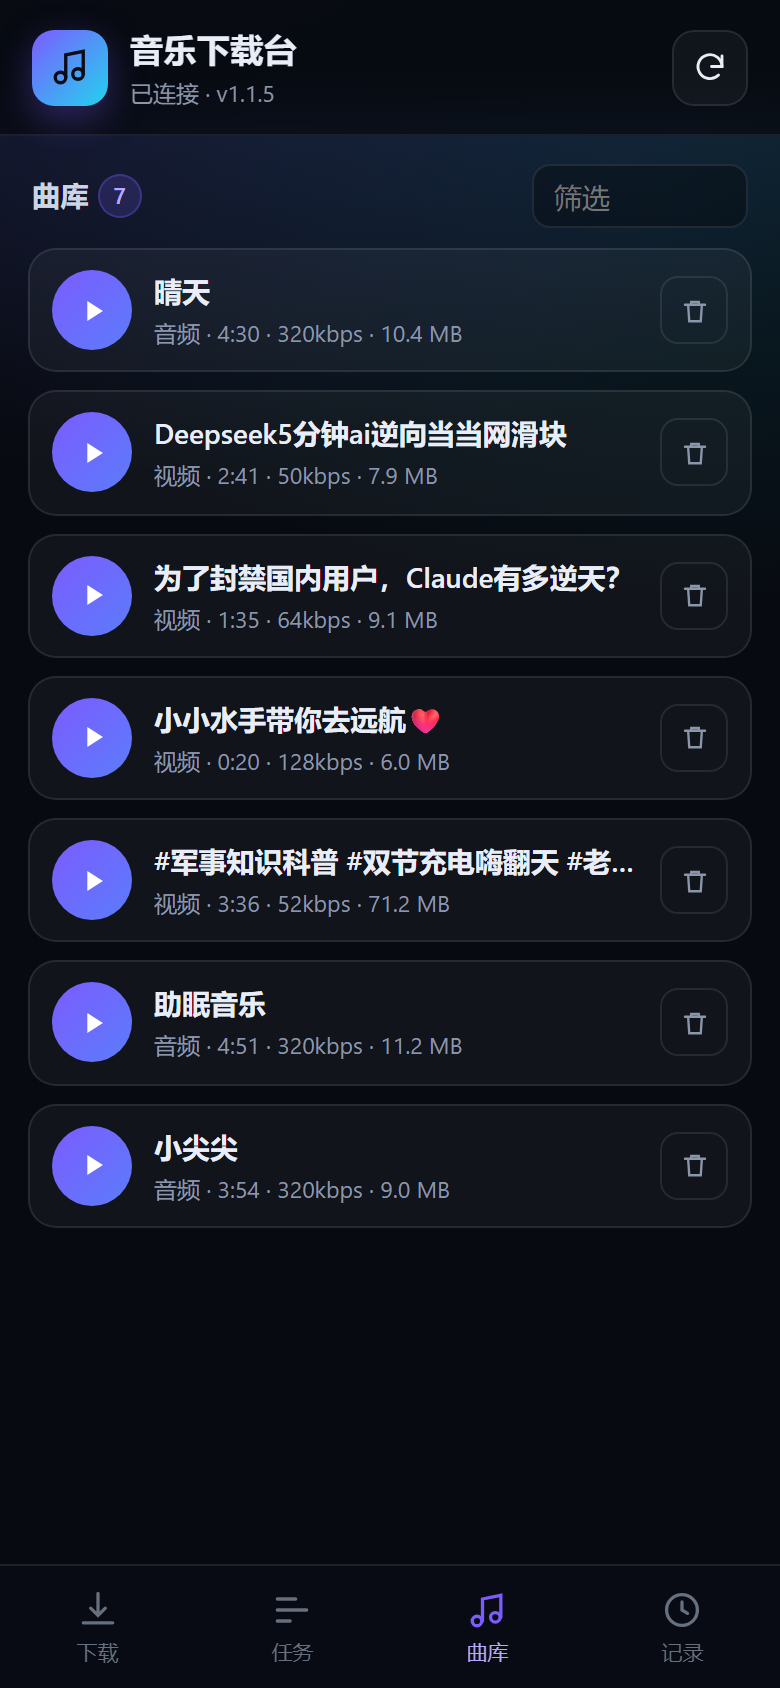 音乐下载台
已连接 · v1.1.5
曲库 7
筛选
晴天
音频 · 4:30 · 320kbps · 10.4 MB
Deepseek5分钟ai逆向当当网滑块
视频 · 2:41 · 50kbps · 7.9 MB
为了封禁国内用户，Claude有多逆天？
视频 · 1:35 · 64kbps · 9.1 MB
小小水手带你去远航❤️
视频 · 0:20 · 128kbps · 6.0 MB
#军事知识科普 #双节充电嗨翻天 #老...
视频 · 3:36 · 52kbps · 71.2 MB
助眠音乐
音频 · 4:51 · 320kbps · 11.2 MB
小尖尖
音频 · 3:54 · 320kbps · 9.0 MB
下载
任务
曲库
记录